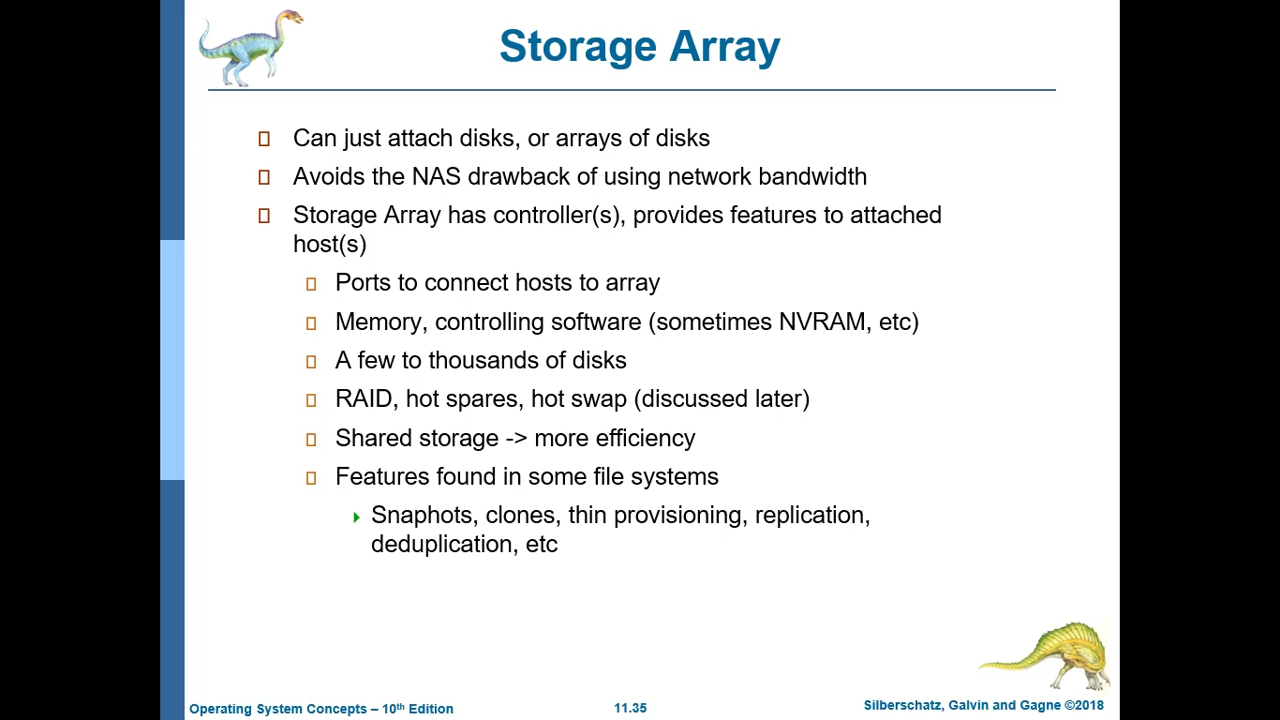 Storage Array
Can just attach disks, or arrays of disks
Avoids the NAS drawback of using network bandwidth
Storage Array has controller(s), provides features to attached
host(s)
Ports to connect hosts to array
Memory, controlling software (sometimes NVRAM, etc)
A few to thousands of disks
RAID, hot spares, hot swap (discussed later)
Shared storage -> more efficiency
Features found in some file systems
Snaphots, clones, thin provisioning, replication,
deduplication, etc
Operating System Concepts – 10th Edition
11.35
Silberschatz, Galvin and Gagne ©2018